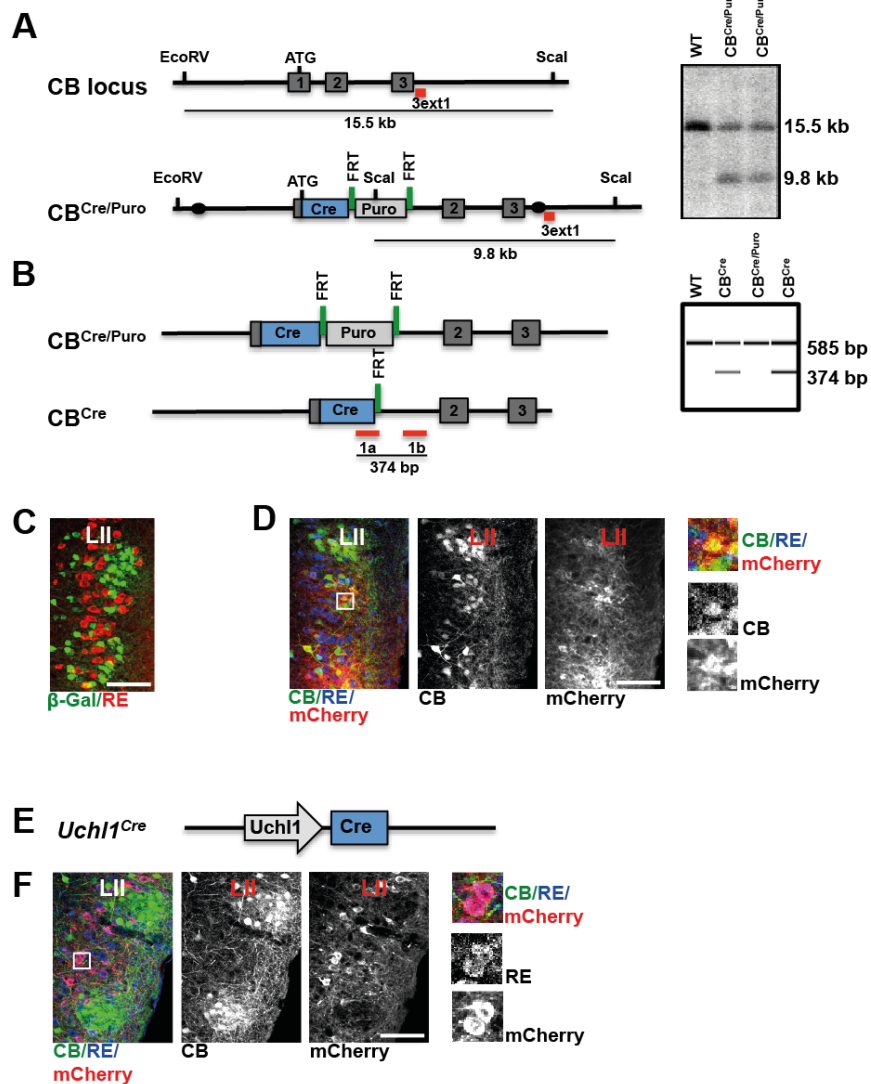 A
CB locus
EcoRV
ATG
ScaI
1
2
3
3ext1
15.5 kb
CB^Cre/Puro
EcoRV
ATG
FRT
ScaI
FRT
ScaI
Cre
Puro
2
3
3ext1
9.8 kb
WT
CB^Cre/Puro
CB^Cre/Puro
15.5 kb
9.8 kb
B
CB^Cre/Puro
FRT
FRT
Cre
Puro
2
3
CB^Cre
FRT
Cre
2
3
1a
1b
374 bp
WT
CB^Cre
CB^Cre/Puro
CB^Cre
585 bp
374 bp
C
LII
β-Gal/RE
D
LII
LII
LII
CB/RE/
mCherry
CB
mCherry
CB/RE/
mCherry
CB
mCherry
E
Uchl1^Cre
Uchl1
Cre
F
LII
LII
LII
CB/RE/
mCherry
CB
mCherry
CB/RE/
mCherry
RE
mCherry